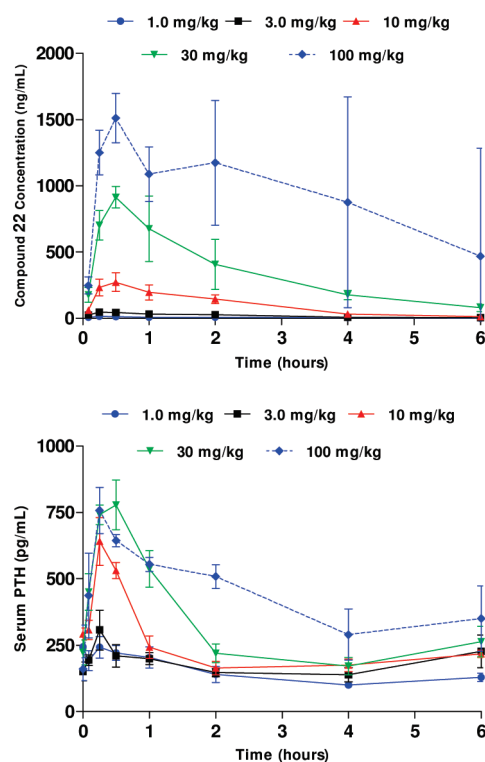 1.0 mg/kg 3.0 mg/kg 10 mg/kg
30 mg/kg 100 mg/kg
Compound 22 Concentration (ng/mL)
2000
1500
1000
500
0
0 1 2 3 4 5 6
Time (hours)
1.0 mg/kg 3.0 mg/kg 10 mg/kg
30 mg/kg 100 mg/kg
Serum PTH (pg/mL)
1000
750
500
250
0
0 1 2 3 4 5 6
Time (hours)